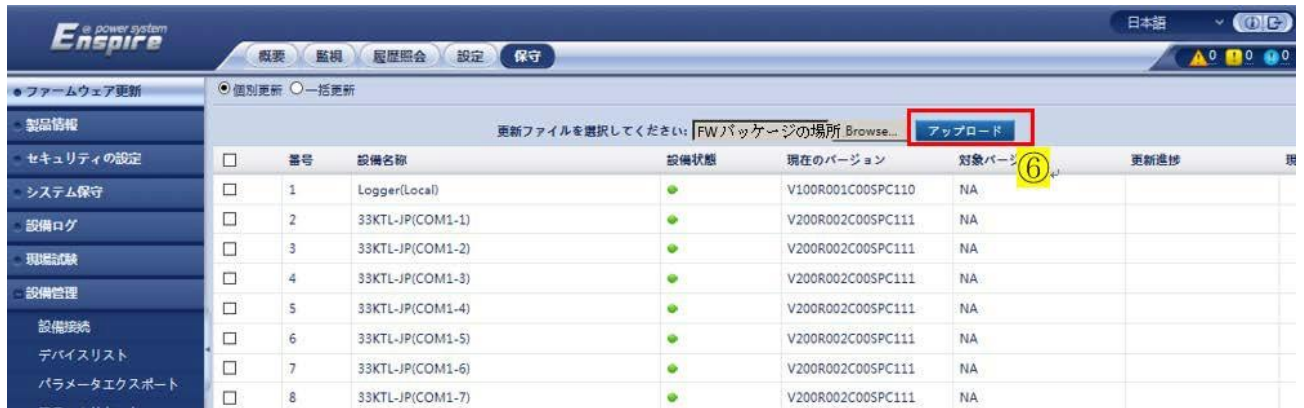 e power system
Enspire
日本語
概要 監視 履歴照会 設定 保守
0 0 0
ファームウェア更新
個別更新 一括更新
製品情報
更新ファイルを選択してください: FWパッケージの場所 Browse... アップロード
セキュリティの設定
番号 設備名称 設備状態 現在のバージョン 対象バージ 更新進捗 現
⑥
システム保守
1 Logger(Local) V100R001C00SPC110 NA
設備ログ
2 33KTL-JP(COM1-1) V200R002C00SPC111 NA
現場試験
3 33KTL-JP(COM1-2) V200R002C00SPC111 NA
4 33KTL-JP(COM1-3) V200R002C00SPC111 NA
設備管理
5 33KTL-JP(COM1-4) V200R002C00SPC111 NA
設備接続
6 33KTL-JP(COM1-5) V200R002C00SPC111 NA
デバイスリスト
7 33KTL-JP(COM1-6) V200R002C00SPC111 NA
パラメータエクスポート
8 33KTL-JP(COM1-7) V200R002C00SPC111 NA